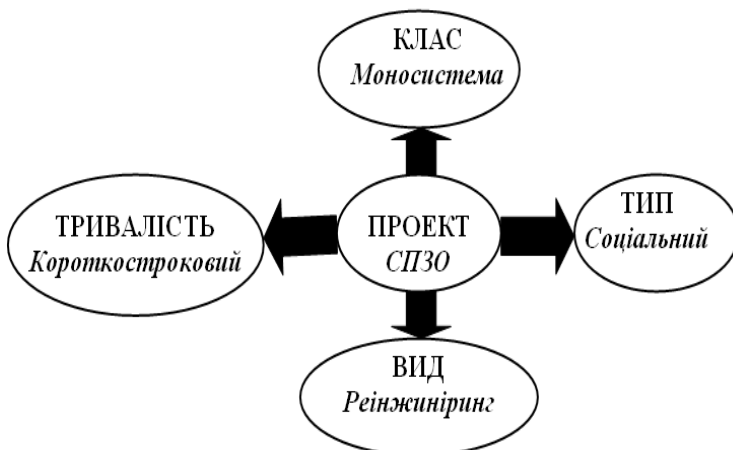 КЛАС
Моносистема
ТРИВАЛІСТЬ
Короткостроковий
ПРОЕКТ
СПЗО
ТИП
Соціальний
ВИД
Реінжиніринг